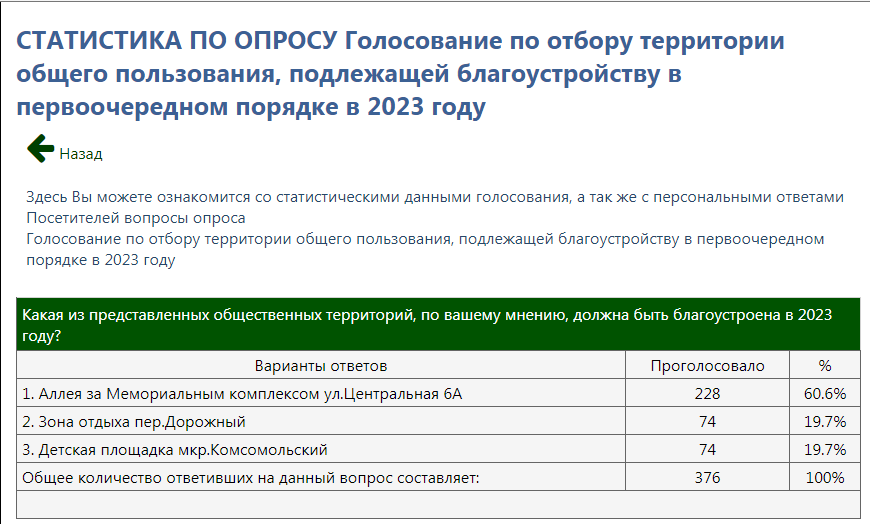 СТАТИСТИКА ПО ОПРОСУ Голосование по отбору территории
общего пользования, подлежащей благоустройству в
первоочередном порядке в 2023 году
Назад
Здесь Вы можете ознакомится со статистическими данными голосования, а так же с персональными ответами
Посетителей вопросы опроса
Голосование по отбору территории общего пользования, подлежащей благоустройству в первоочередном
порядке в 2023 году
Какая из представленных общественных территорий, по вашему мнению, должна быть благоустроена в 2023
году?
Варианты ответов Проголосовало %
1. Аллея за Мемориальным комплексом ул.Центральная 6А 228 60.6%
2. Зона отдыха пер.Дорожный 74 19.7%
3. Детская площадка мкр.Комсомольский 74 19.7%
Общее количество ответивших на данный вопрос составляет: 376 100%